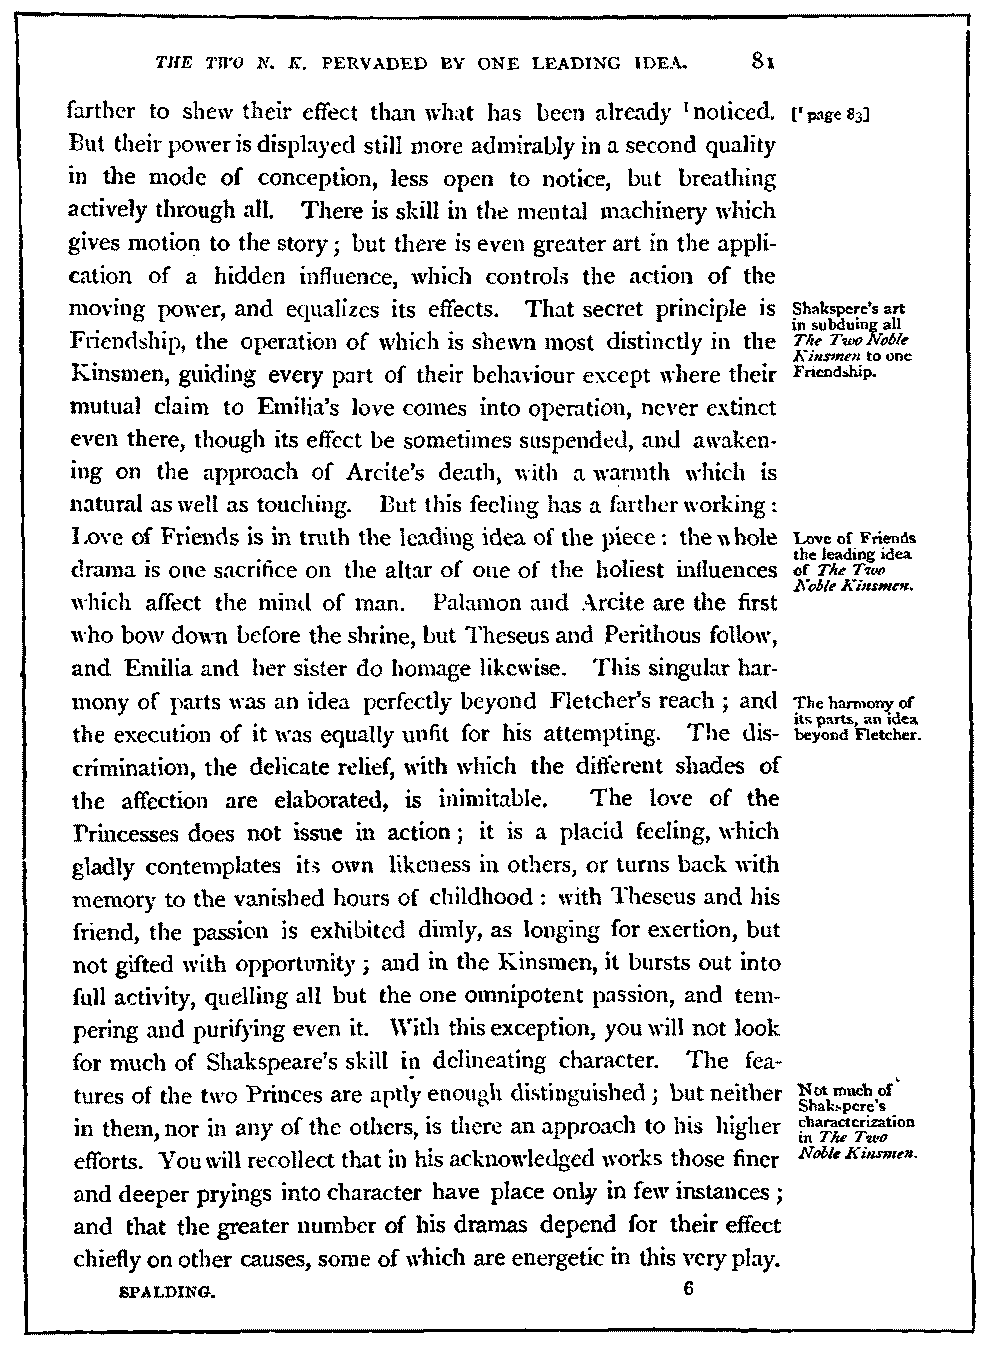 THE TWO N. K. PERVADED BY ONE LEADING IDEA. 81
farther to shew their effect than what has been already ¹noticed. [¹ page 83]
But their power is displayed still more admirably in a second quality
in the mode of conception, less open to notice, but breathing
actively through all. There is skill in the mental machinery which
gives motion to the story; but there is even greater art in the appli-
cation of a hidden influence, which controls the action of the
moving power, and equalizes its effects. That secret principle is
Friendship, the operation of which is shewn most distinctly in the
Kinsmen, guiding every part of their behaviour except where their
Shakspere's art
in subduing all
The Two Noble
Kinsmen to one
Friendship.
mutual claim to Emilia's love comes into operation, never extinct
even there, though its effect be sometimes suspended, and awaken-
ing on the approach of Arcite's death, with a warmth which is
natural as well as touching. But this feeling has a farther working:
Love of Friends is in truth the leading idea of the piece: the whole
drama is one sacrifice on the altar of one of the holiest influences
Love of Friends
the leading idea
of The Two
Noble Kinsmen.
which affect the mind of man. Palamon and Arcite are the first
who bow down before the shrine, but Theseus and Perithous follow,
and Emilia and her sister do homage likewise. This singular har-
mony of parts was an idea perfectly beyond Fletcher's reach; and
the execution of it was equally unfit for his attempting. The dis-
The harmony of
its parts, an idea
beyond Fletcher.
crimination, the delicate relief, with which the different shades of
the affection are elaborated, is inimitable. The love of the
Princesses does not issue in action; it is a placid feeling, which
gladly contemplates its own likeness in others, or turns back with
memory to the vanished hours of childhood: with Theseus and his
friend, the passion is exhibited dimly, as longing for exertion, but
not gifted with opportunity; and in the Kinsmen, it bursts out into
full activity, quelling all but the one omnipotent passion, and tem-
pering and purifying even it. With this exception, you will not look
for much of Shakspeare's skill in delineating character. The fea-
tures of the two Princes are aptly enough distinguished; but neither
in them, nor in any of the others, is there an approach to his higher
efforts. You will recollect that in his acknowledged works those finer
Not much of
Shakspere's
characterization
in The Two
Noble Kinsmen.
and deeper pryings into character have place only in few instances;
and that the greater number of his dramas depend for their effect
chiefly on other causes, some of which are energetic in this very play.
SPALDING. 6